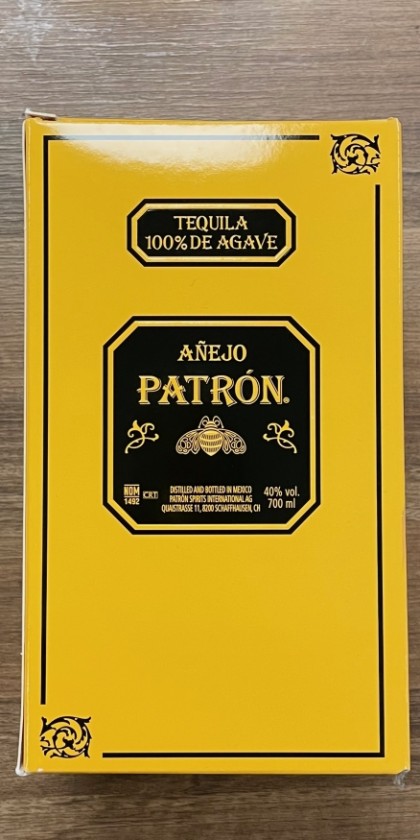 TEQUILA
100% DE AGAVE
AÑEJO
PATRÓN®
NOM
1492
CRT
DISTILLED AND BOTTLED IN MEXICO
PATRÓN SPIRITS INTERNATIONAL AG
QUAISTRASSE 11, 8200 SCHAFFHAUSEN, CH
40% vol.
700 ml